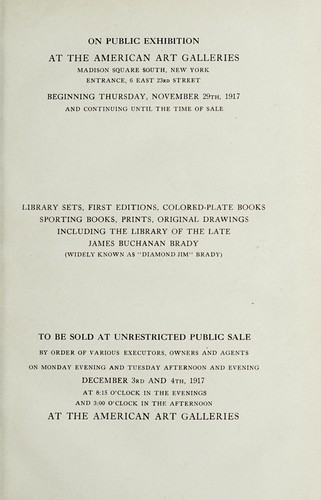 ON PUBLIC EXHIBITION
AT THE AMERICAN ART GALLERIES
MADISON SQUARE SOUTH, NEW YORK
ENTRANCE, 6 EAST 23RD STREET
BEGINNING THURSDAY, NOVEMBER 29TH, 1917
AND CONTINUING UNTIL THE TIME OF SALE
LIBRARY SETS, FIRST EDITIONS, COLORED-PLATE BOOKS
SPORTING BOOKS, PRINTS, ORIGINAL DRAWINGS
INCLUDING THE LIBRARY OF THE LATE
JAMES BUCHANAN BRADY
(WIDELY KNOWN AS "DIAMOND JIM" BRADY)
TO BE SOLD AT UNRESTRICTED PUBLIC SALE
BY ORDER OF VARIOUS EXECUTORS, OWNERS AND AGENTS
ON MONDAY EVENING AND TUESDAY AFTERNOON AND EVENING
DECEMBER 3RD AND 4TH, 1917
AT 8:15 O'CLOCK IN THE EVENINGS
AND 3:00 O'CLOCK IN THE AFTERNOON
AT THE AMERICAN ART GALLERIES